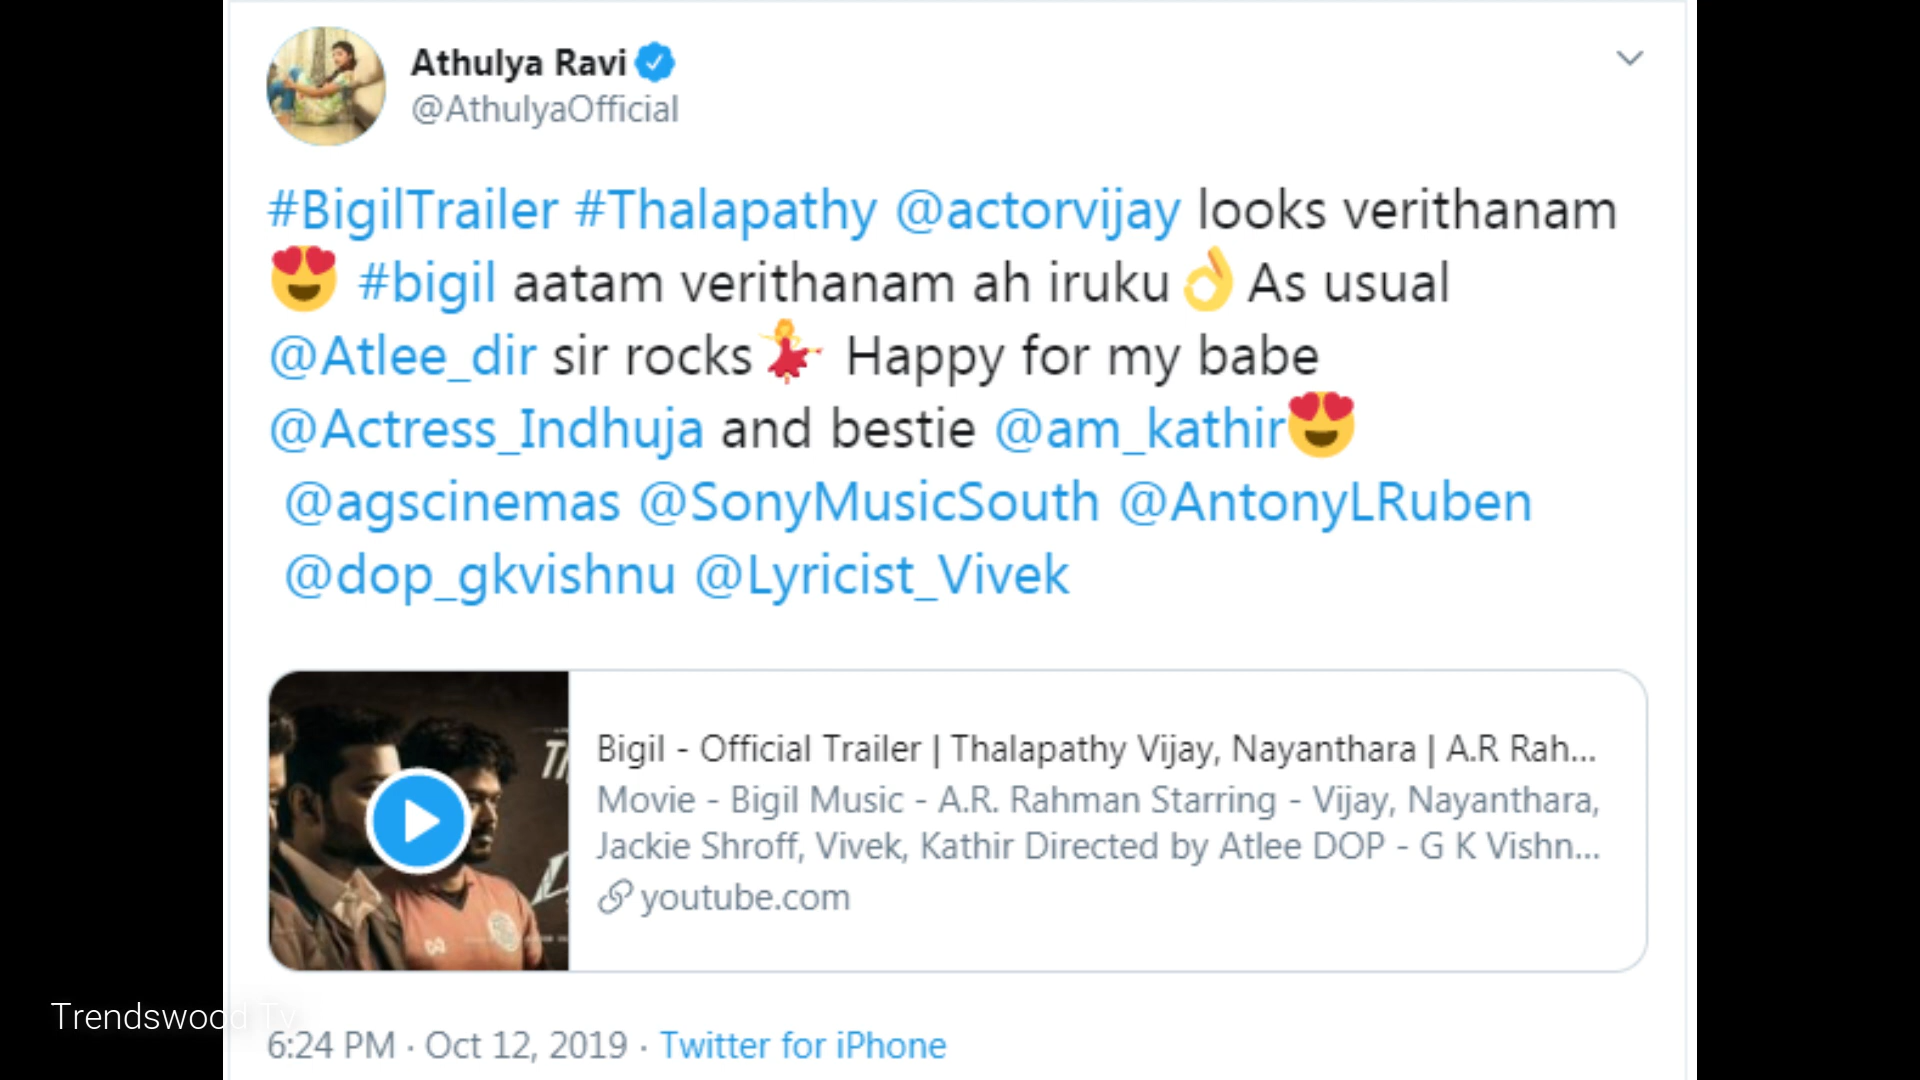 Athulya Ravi
@AthulyaOfficial
#BigilTrailer #Thalapathy @actorvijay looks verithanam
😍 #bigil aatam verithanam ah iruku👌As usual
@Atlee_dir sir rocks💃 Happy for my babe
@Actress_Indhuja and bestie @am_kathir😍
@agscinemas @SonyMusicSouth @AntonyLRuben
@dop_gkvishnu @Lyricist_Vivek
Bigil - Official Trailer | Thalapathy Vijay, Nayanthara | A.R Rah...
Movie - Bigil Music - A.R. Rahman Starring - Vijay, Nayanthara,
Jackie Shroff, Vivek, Kathir Directed by Atlee DOP - G K Vishn...
youtube.com
Trendswood Tv
6:24 PM · Oct 12, 2019 · Twitter for iPhone